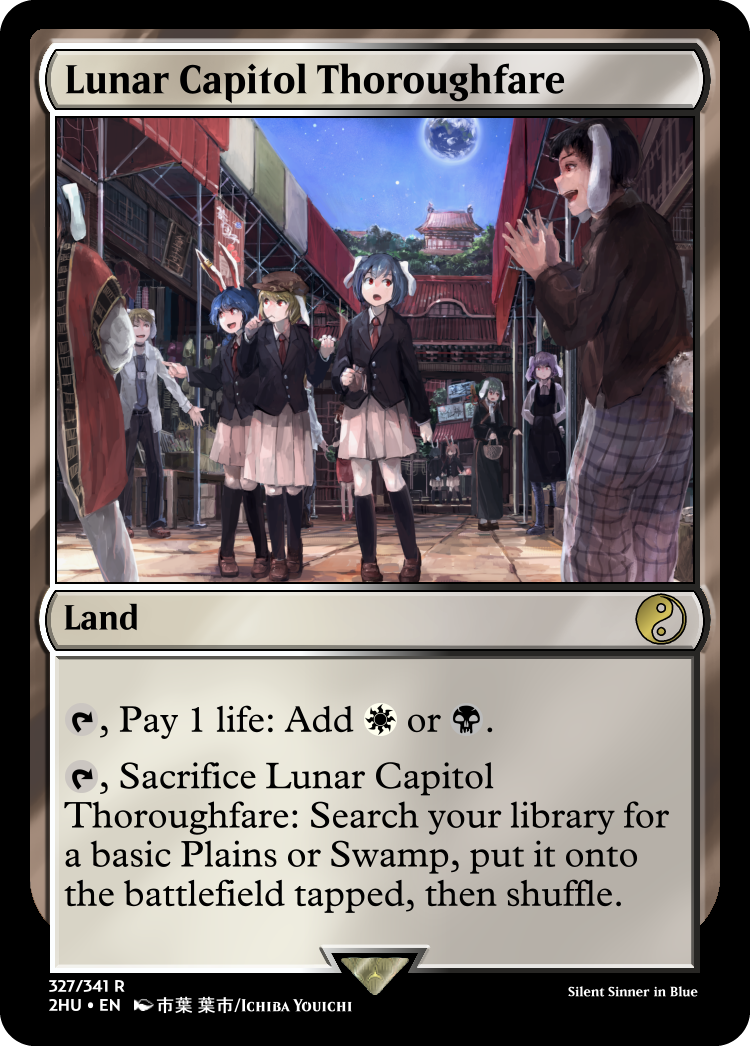 Lunar Capitol Thoroughfare
Land
, Pay 1 life: Add or .
, Sacrifice Lunar Capitol
Thoroughfare: Search your library for
a basic Plains or Swamp, put it onto
the battlefield tapped, then shuffle.
327/341 R
2HU • EN 市葉 葉市/Ichiba Youichi
Silent Sinner in Blue